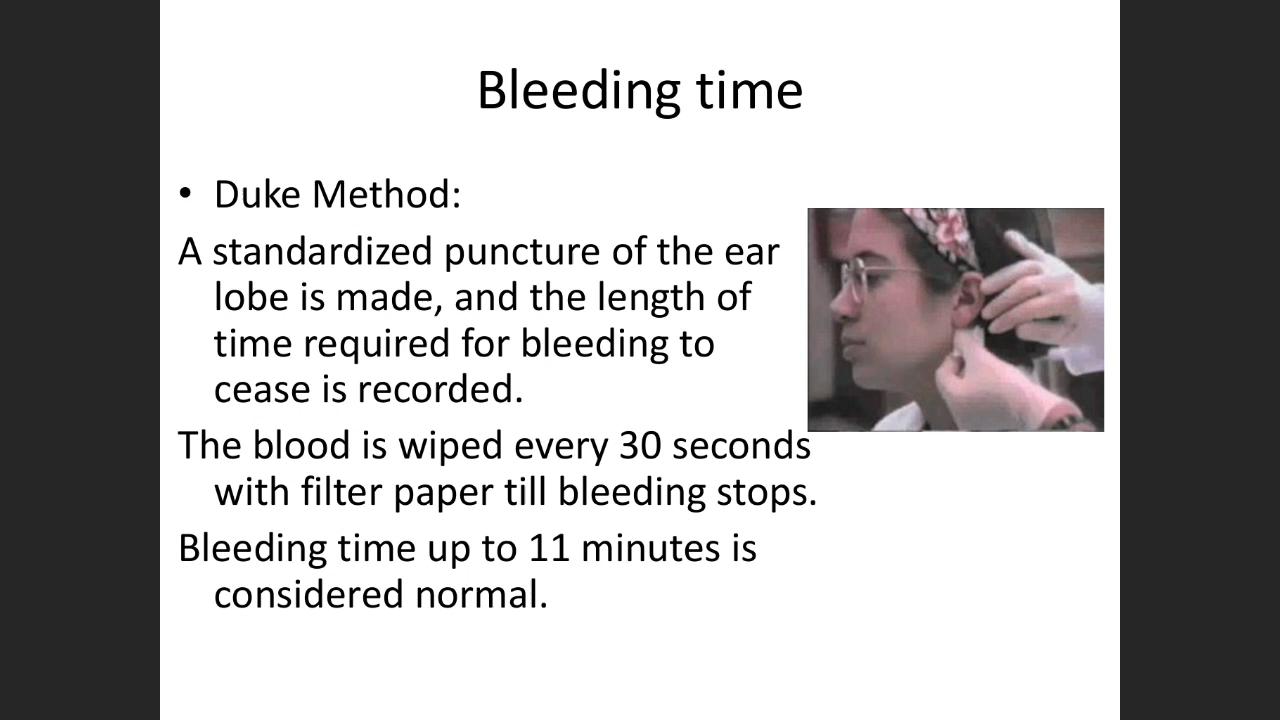 Bleeding time
• Duke Method:
A standardized puncture of the ear
lobe is made, and the length of
time required for bleeding to
cease is recorded.
The blood is wiped every 30 seconds
with filter paper till bleeding stops.
Bleeding time up to 11 minutes is
considered normal.